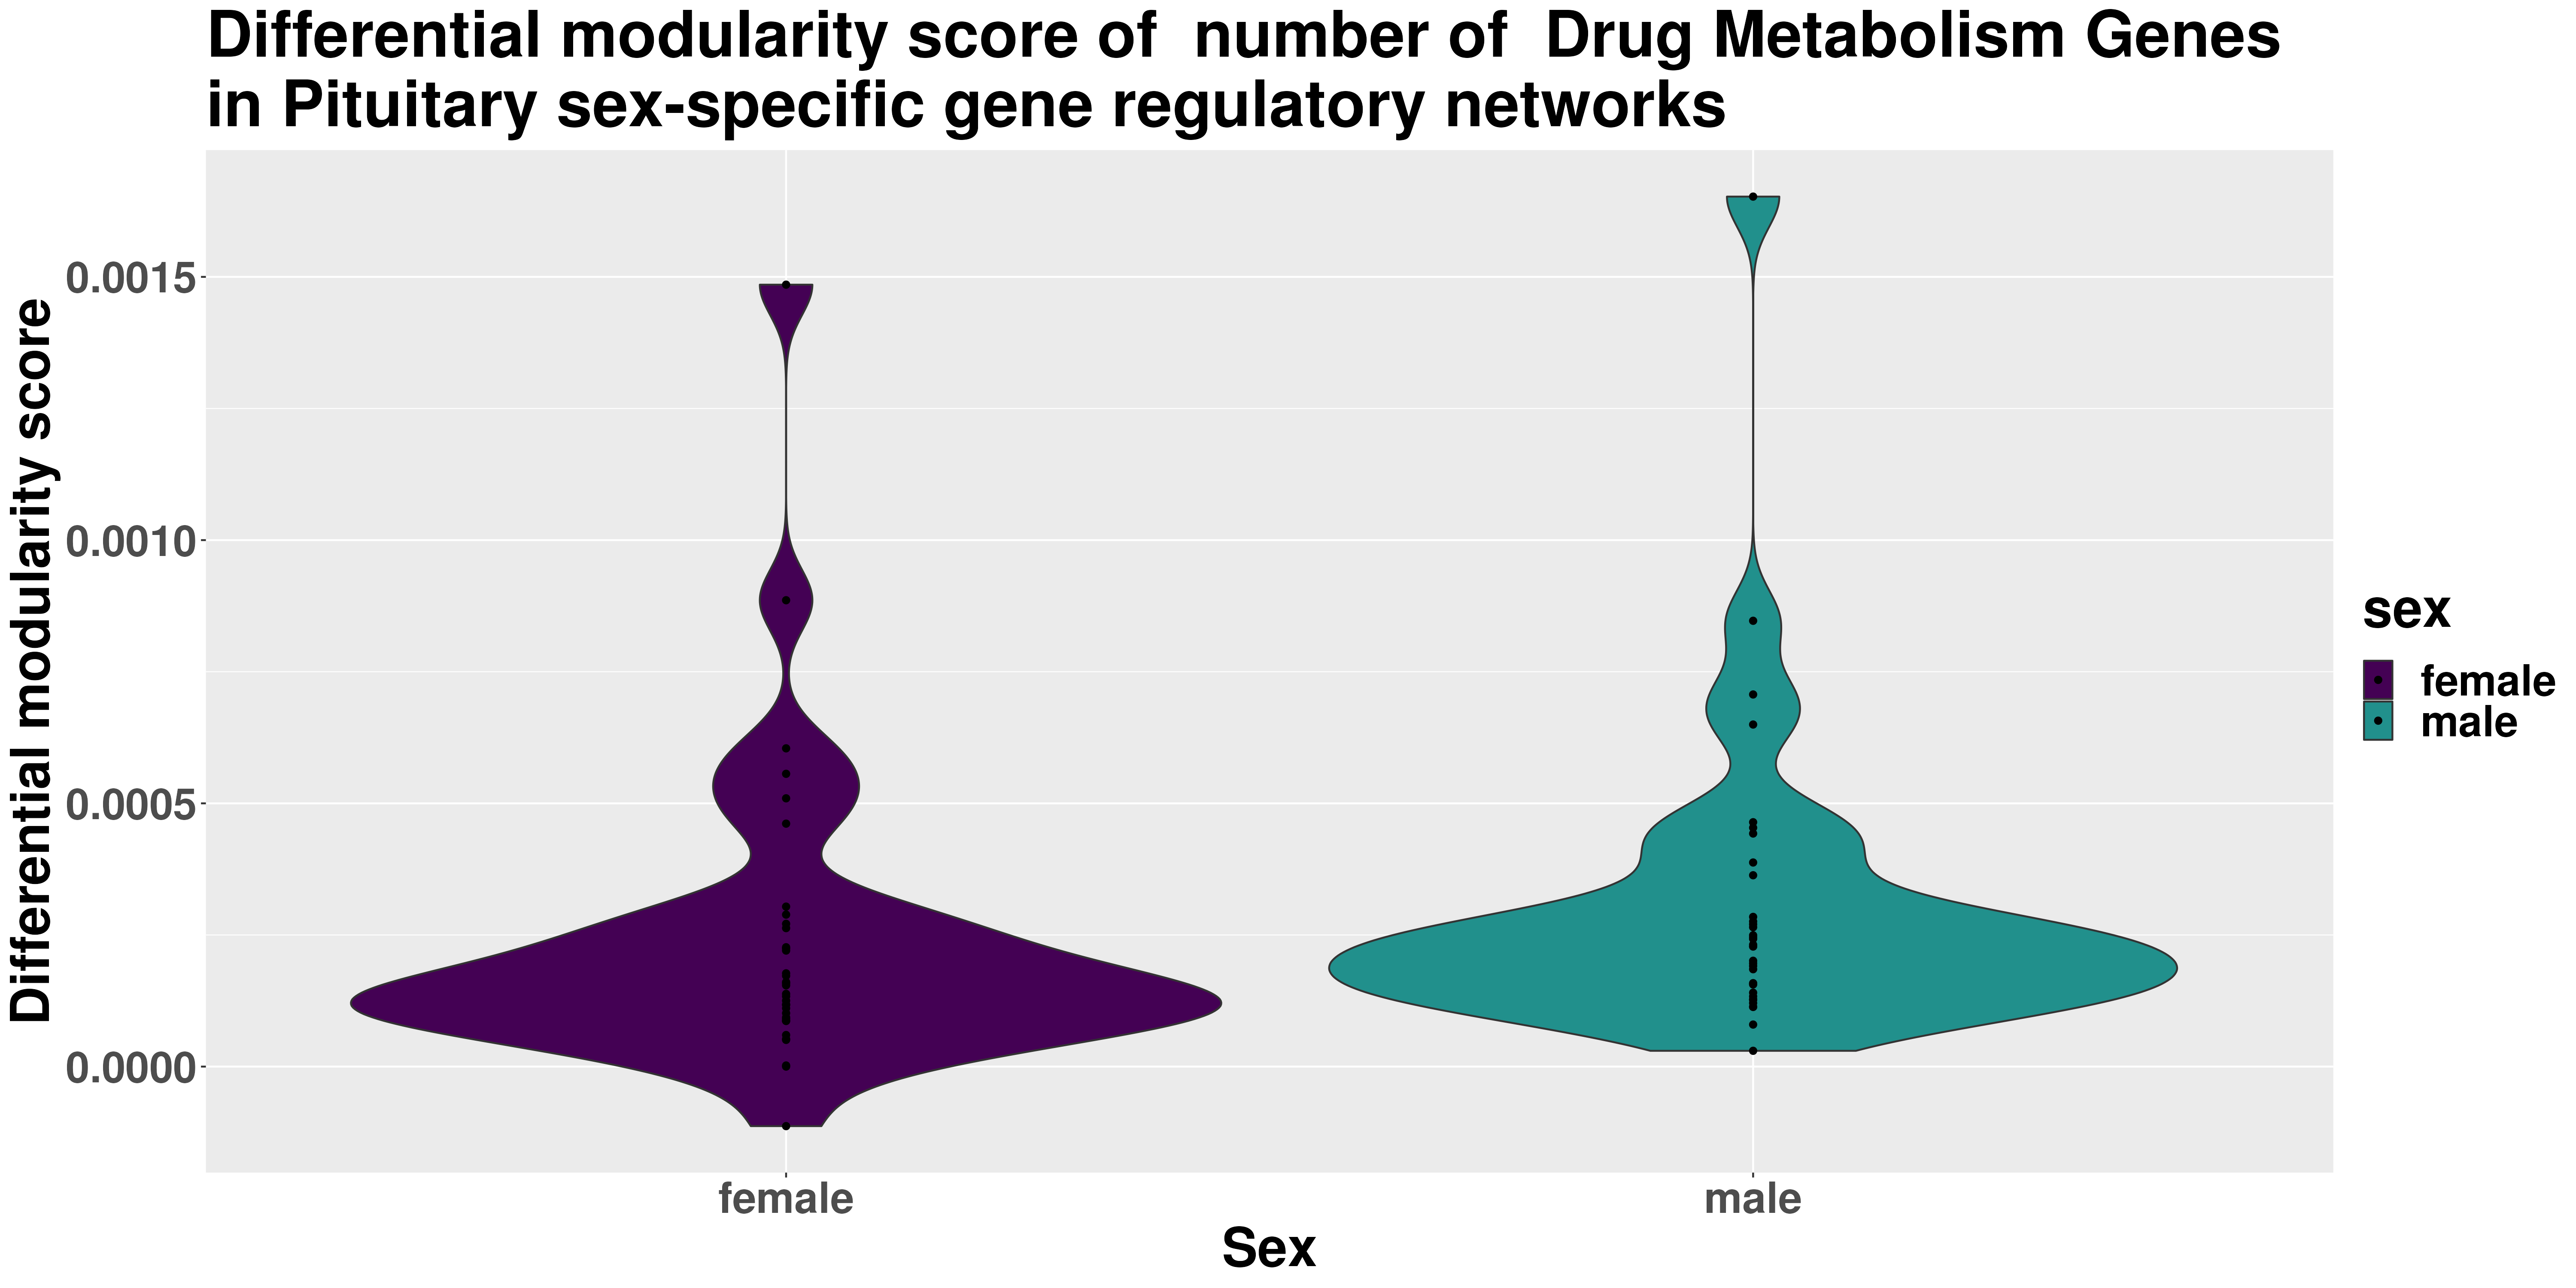 Differential modularity score of  number of  Drug Metabolism Genes
in Pituitary sex-specific gene regulatory networks
Differential modularity score
0.0015
0.0010
0.0005
0.0000
female
male
Sex
sex
female
male